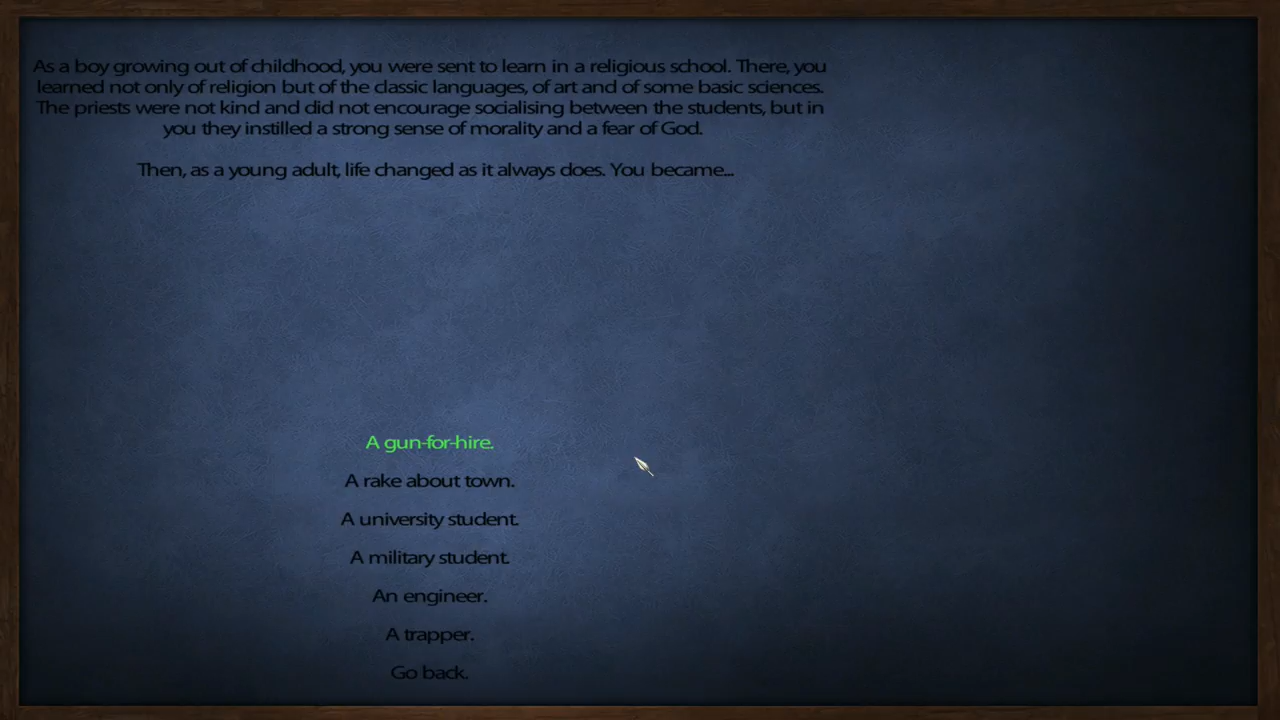 As a boy growing out of childhood, you were sent to learn in a religious school. There, you
learned not only of religion but of the classic languages, of art and of some basic sciences.
The priests were not kind and did not encourage socialising between the students, but in
you they instilled a strong sense of morality and a fear of God.
Then, as a young adult, life changed as it always does. You became...
A gun-for-hire.
A rake about town.
A university student.
A military student.
An engineer.
A trapper.
Go back.